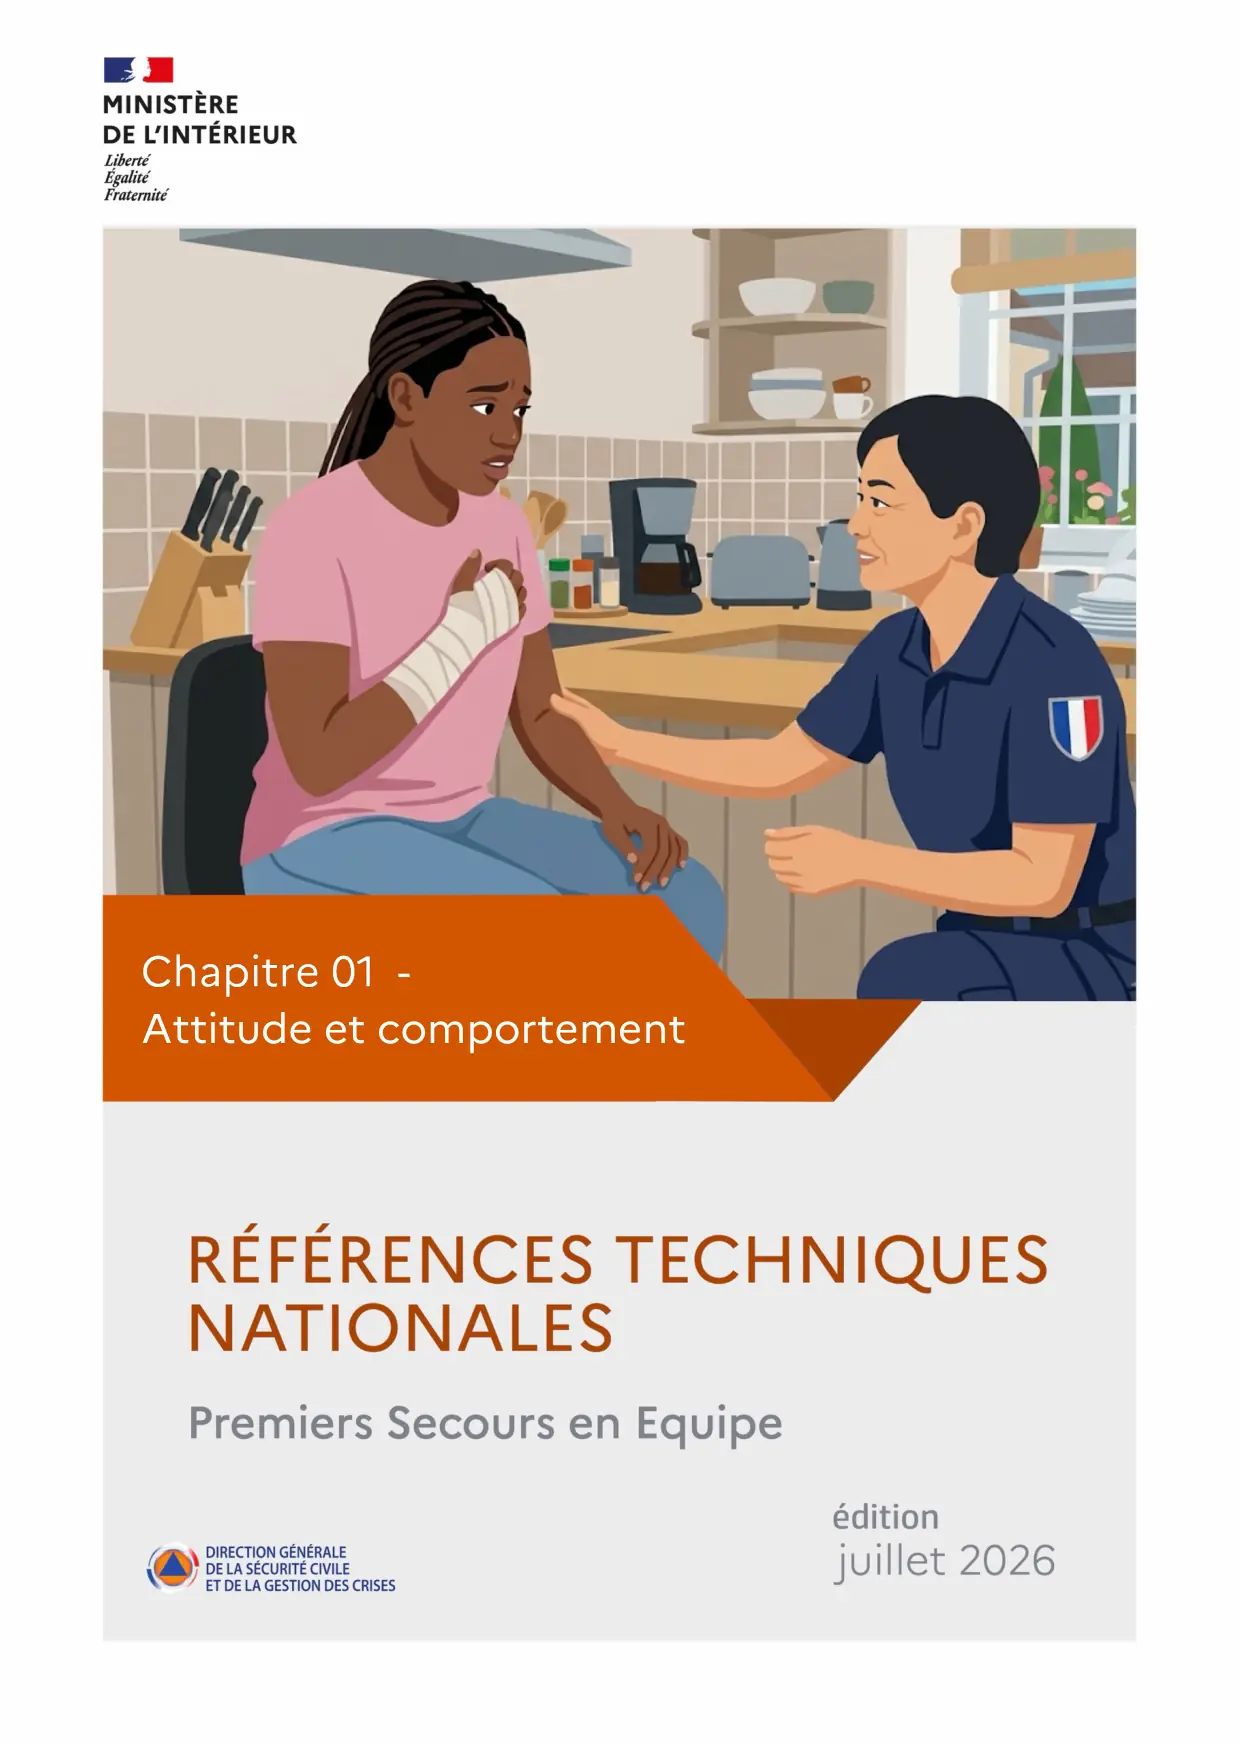 MINISTÈRE
DE L'INTÉRIEUR
Liberté
Égalité
Fraternité
Chapitre 01 -
Attitude et comportement
RÉFÉRENCES TECHNIQUES
NATIONALES
Premiers Secours en Equipe
édition
juillet 2026
DIRECTION GÉNÉRALE
DE LA SÉCURITÉ CIVILE
ET DE LA GESTION DES CRISES